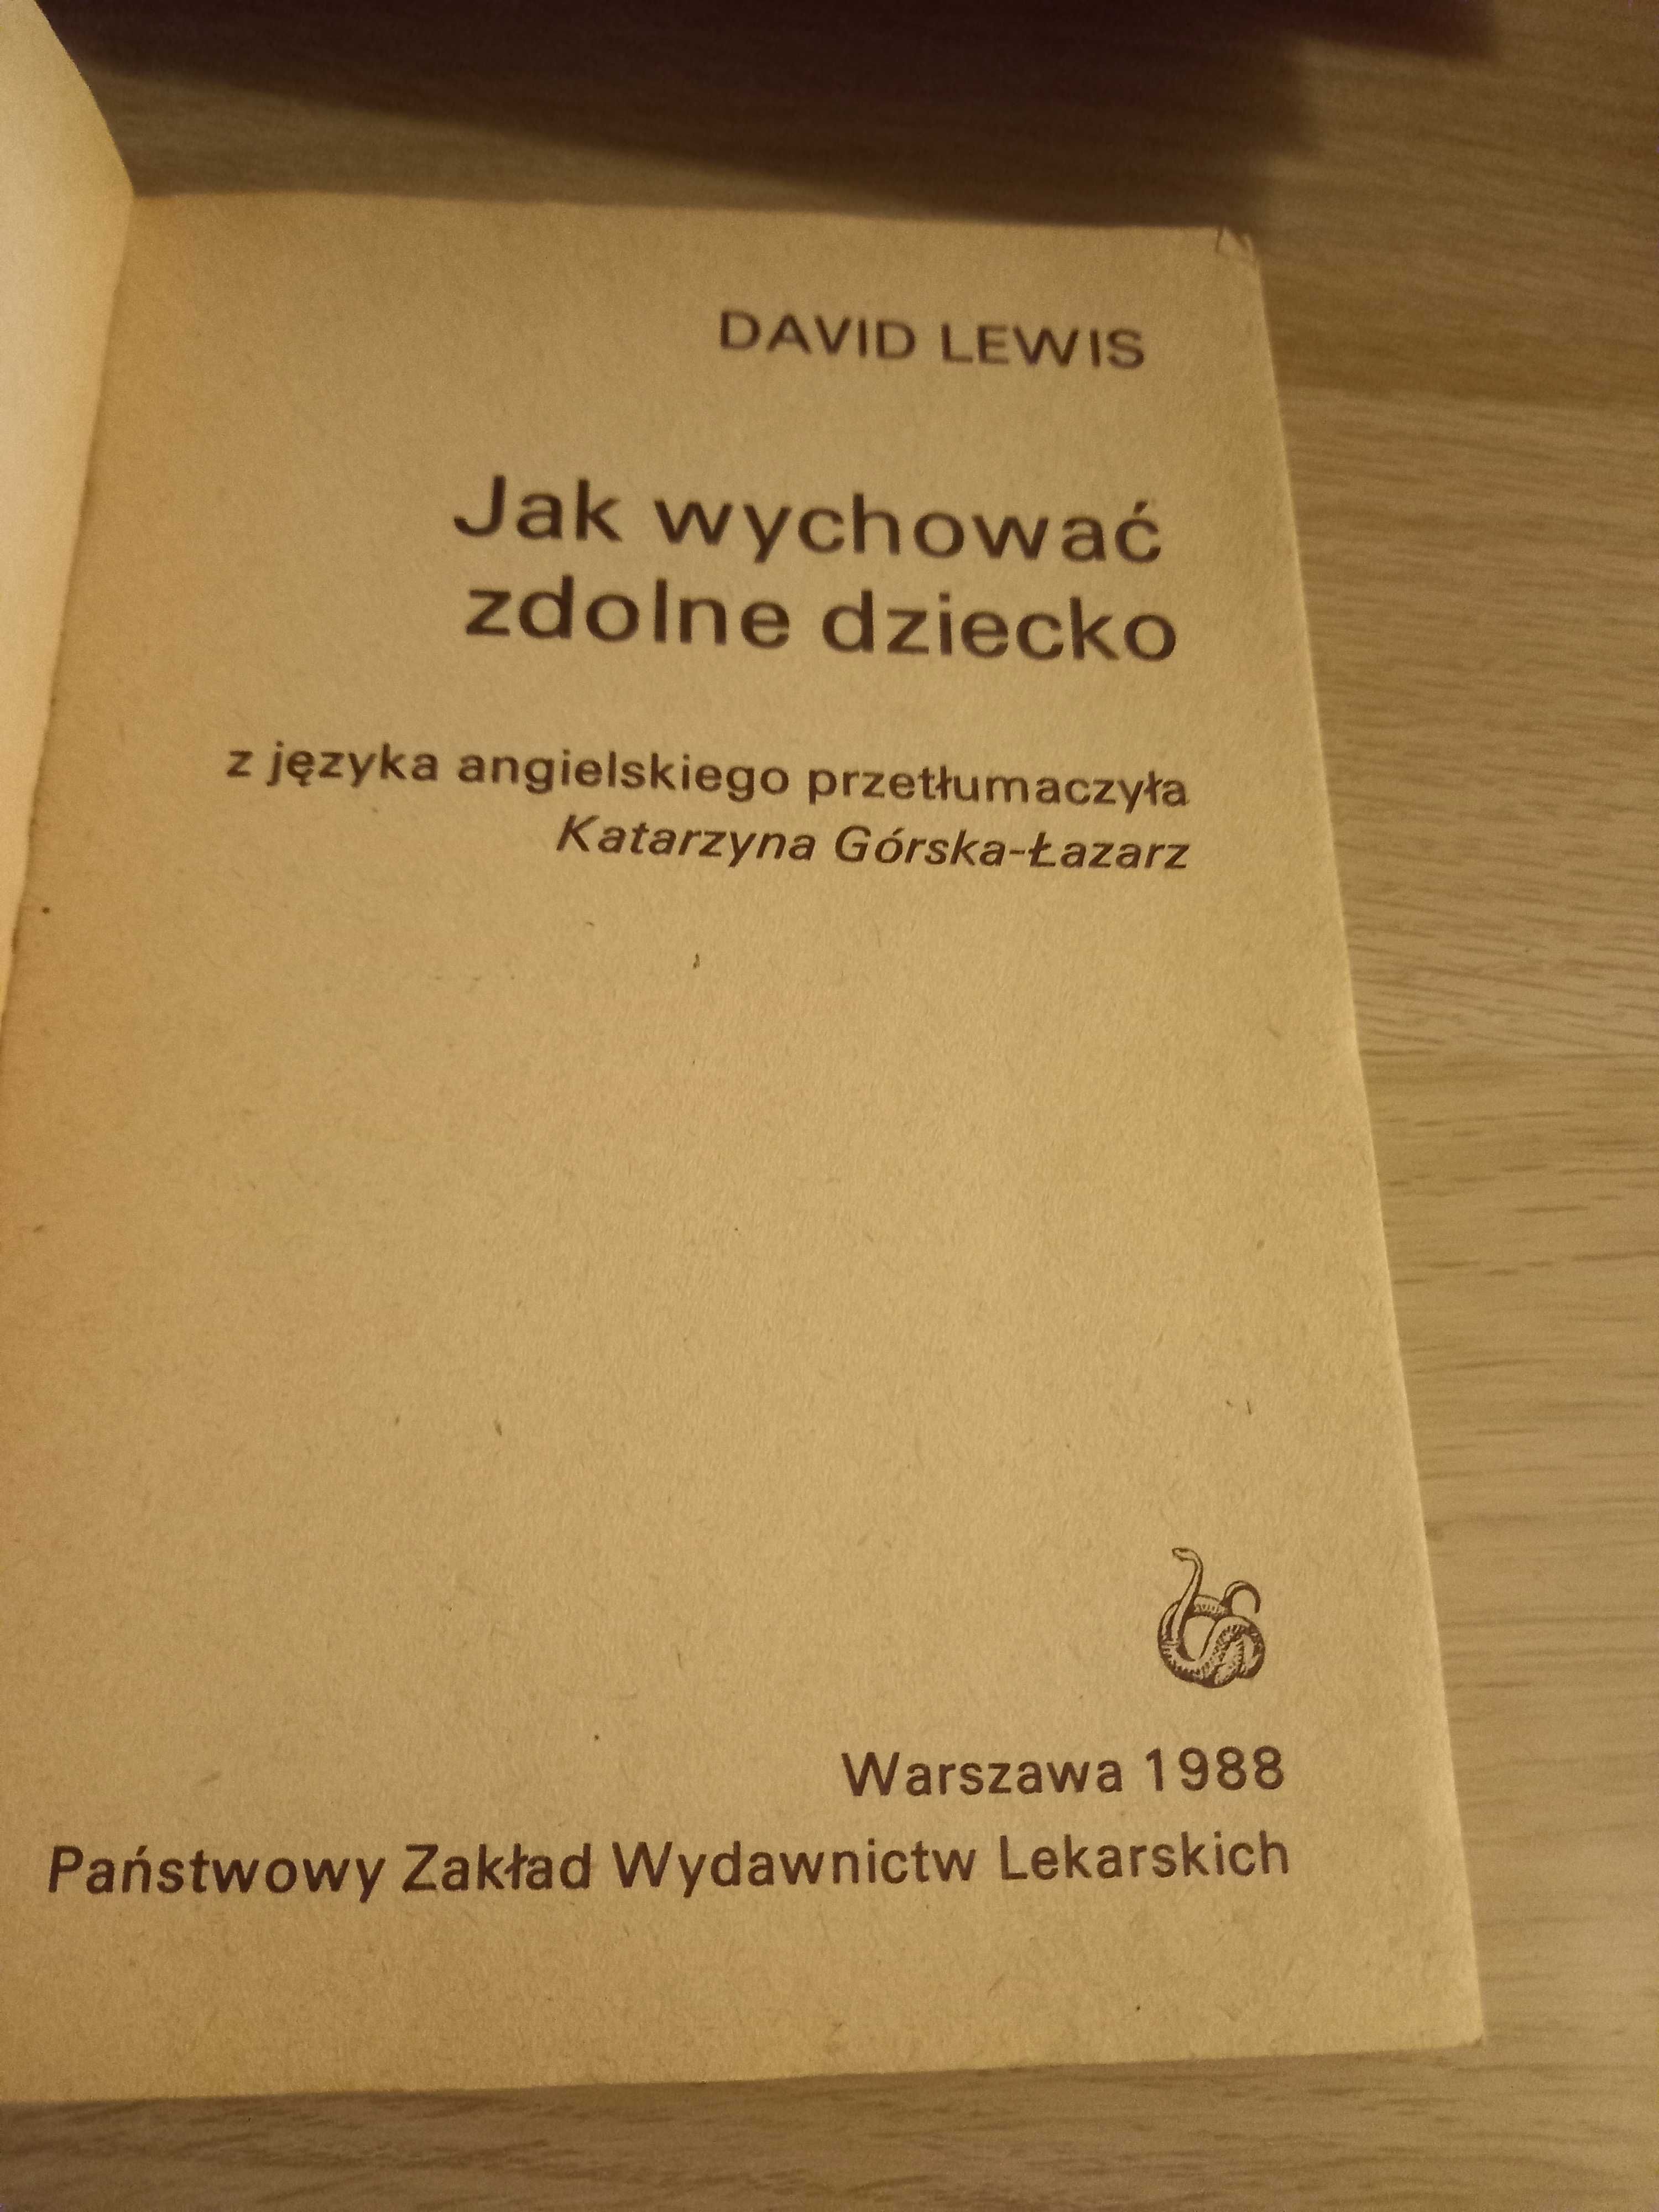 DAVID LEWIS
Jak wychować
zdolne dziecko
z języka angielskiego przetłumaczyła
Katarzyna Górska-Łazarz
Warszawa 1988
Państwowy Zakład Wydawnictw Lekarskich